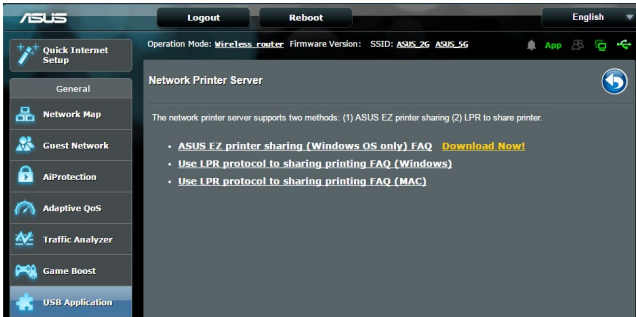 ASUS
Logout
Reboot
English
Quick Internet
Setup
Operation Mode: Wireless router Firmware Version: SSID: ASUS_2G ASUS_5G
App
General
Network Map
Guest Network
AiProtection
Adaptive QoS
Traffic Analyzer
Game Boost
USB Application
Network Printer Server
The network printer server supports two methods: (1) ASUS EZ printer sharing (2) LPR to share printer.
• ASUS EZ printer sharing (Windows OS only) FAQ Download Now!
• Use LPR protocol to sharing printing FAQ (Windows)
• Use LPR protocol to sharing printing FAQ (MAC)